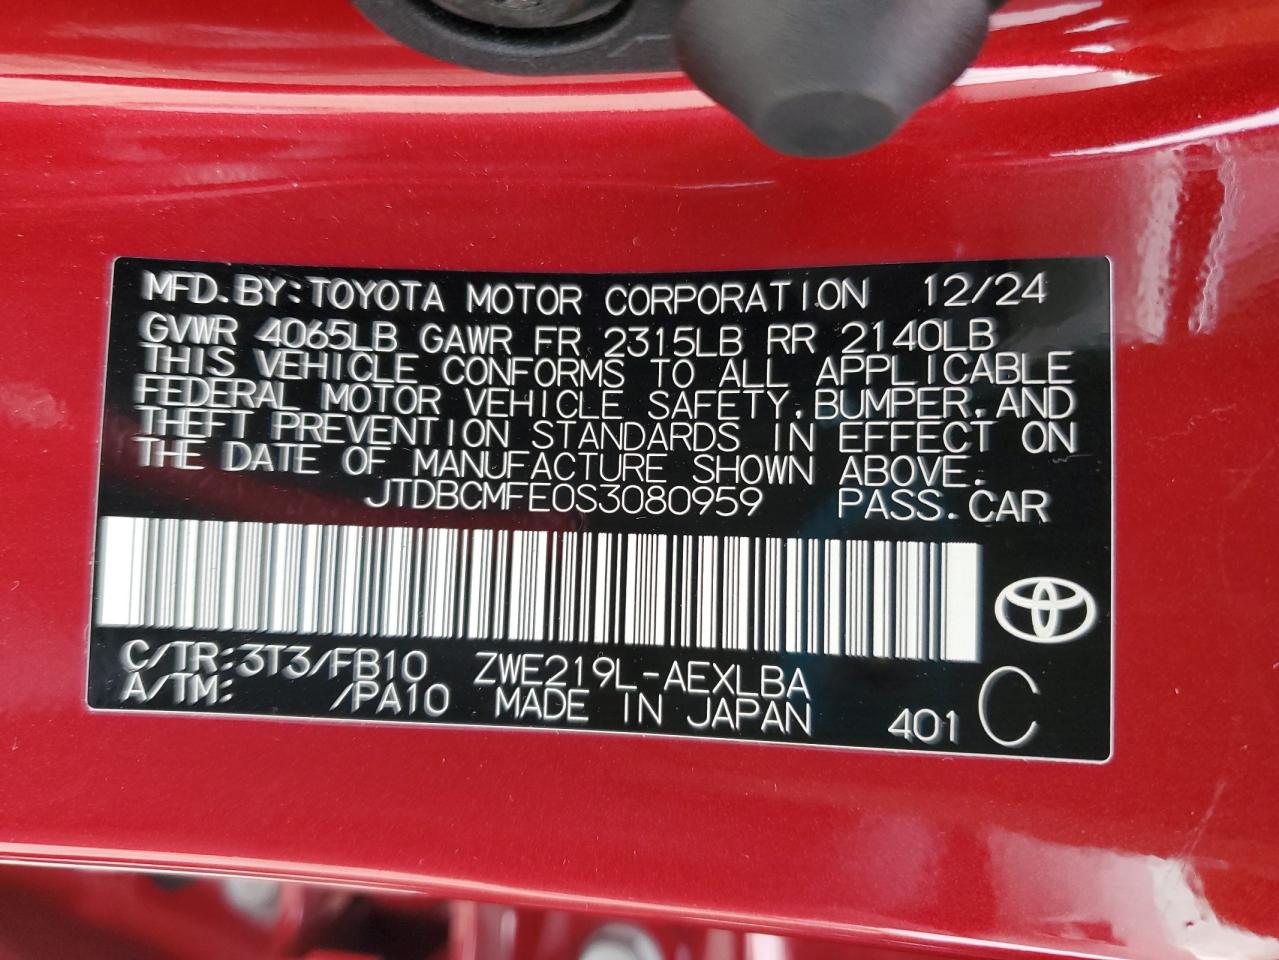 MFD.BY:TOYOTA MOTOR CORPORATION 12/24
GVWR 4065LB GAWR FR 2315LB RR 2140LB
THIS VEHICLE CONFORMS TO ALL APPLICABLE
FEDERAL MOTOR VEHICLE SAFETY,BUMPER,AND
THEFT PREVENTION STANDARDS IN EFFECT ON
THE DATE OF MANUFACTURE SHOWN ABOVE.
JTDBCMFE0S3080959 PASS.CAR
C/TR:3T3/FB10 ZWE219L-AEXLBA
A/TM: /PA10 MADE IN JAPAN 401 C